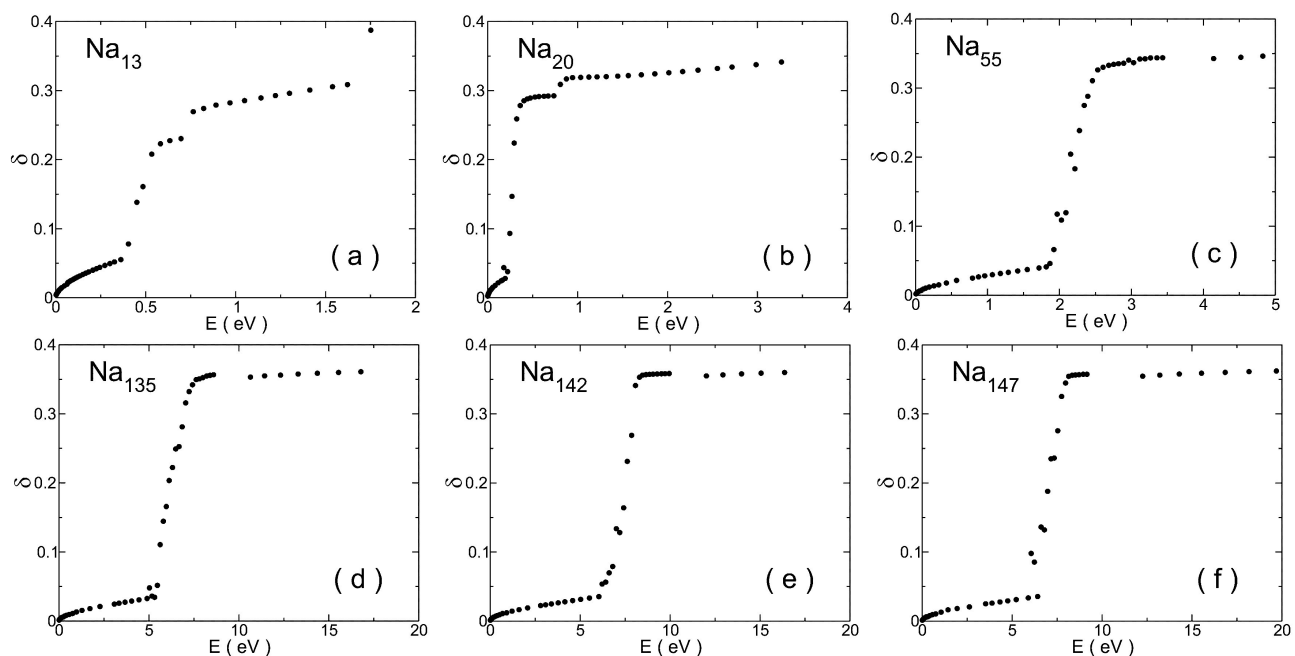 0.4
0.3
0.2
0.1
0
δ
Na13
( a )
0 0.5 1 1.5 2
E ( eV )
0.4
0.3
0.2
0.1
0
δ
Na20
( b )
0 1 2 3 4
E ( eV )
0.4
0.3
0.2
0.1
0
δ
Na55
( c )
0 1 2 3 4 5
E ( eV )
0.4
0.3
0.2
0.1
0
δ
Na135
( d )
0 5 10 15 20
E ( eV )
0.4
0.3
0.2
0.1
0
δ
Na142
( e )
0 5 10 15 20
E ( eV )
0.4
0.3
0.2
0.1
0
δ
Na147
( f )
0 5 10 15 20
E ( eV )